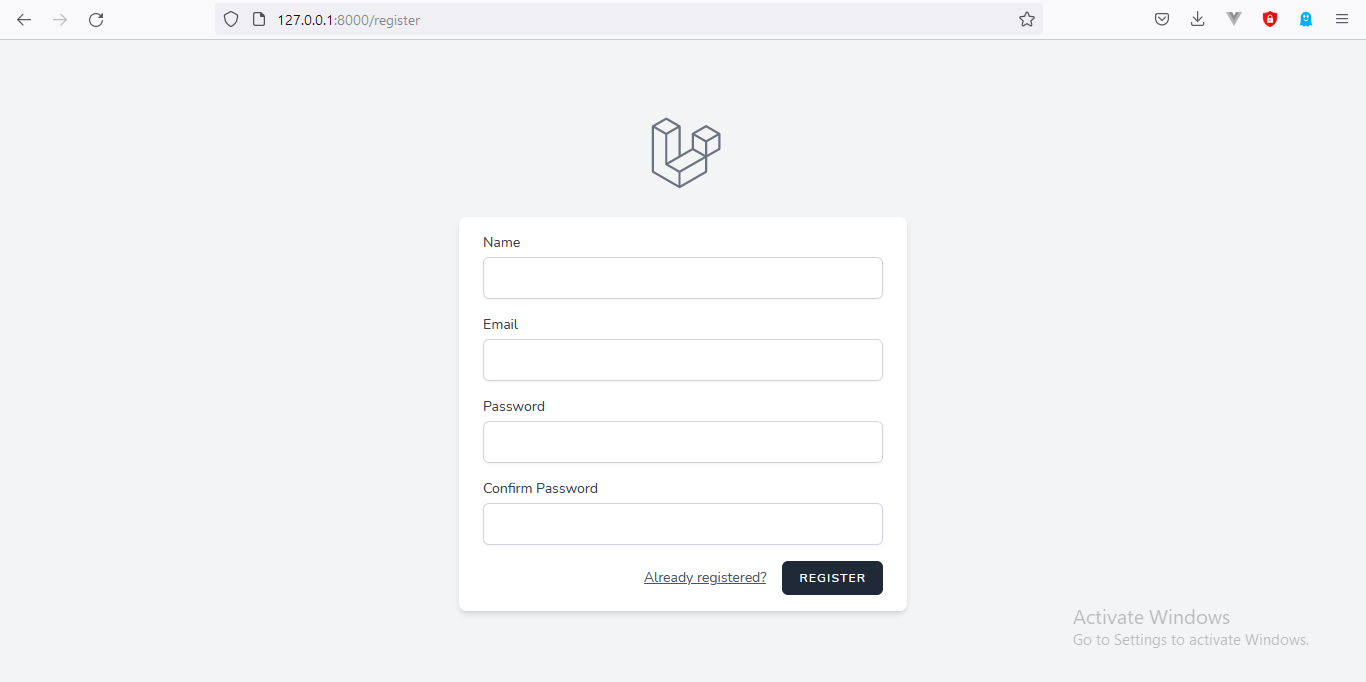 127.0.0.1:8000/register
Name
Email
Password
Confirm Password
Already registered? REGISTER
Activate Windows
Go to Settings to activate Windows.